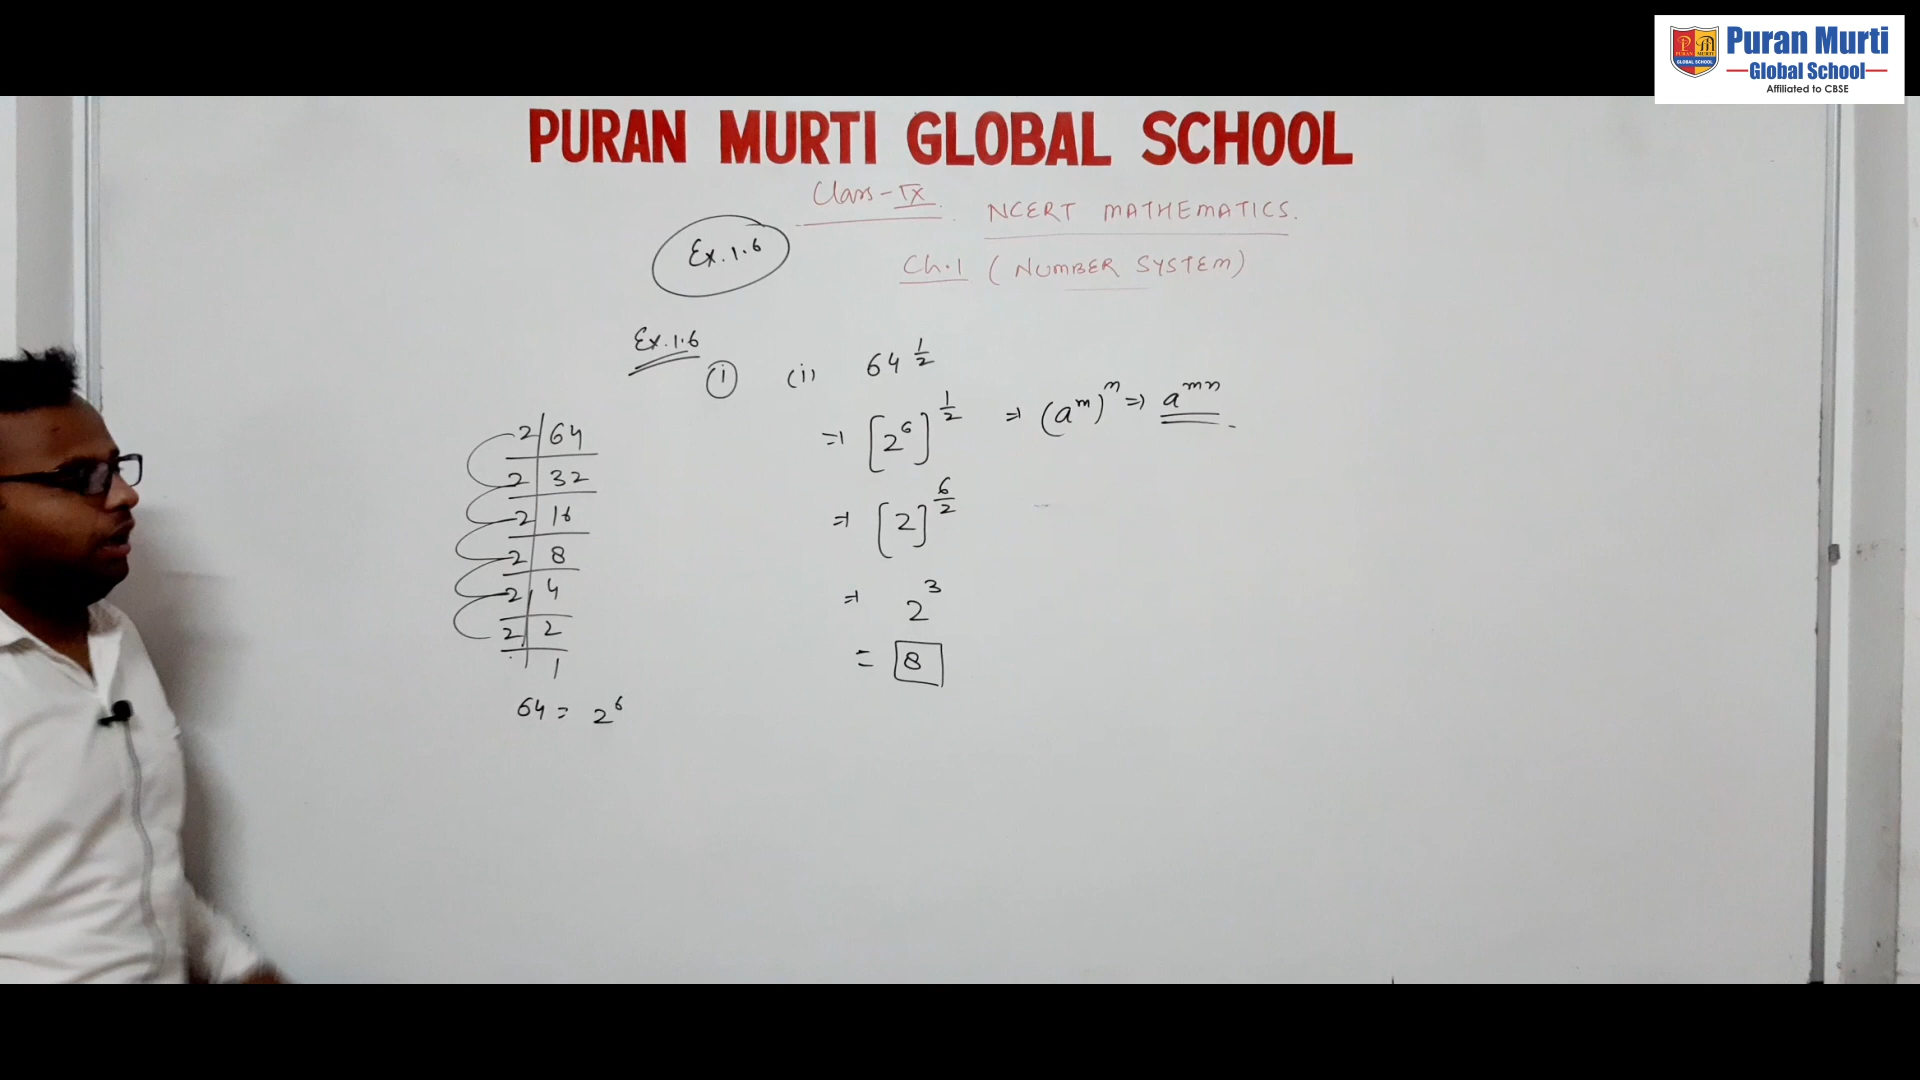 Puran Murti
Global School
Affiliated to CBSE
PURAN MURTI GLOBAL SCHOOL
Class-IX. NCERT MATHEMATICS.
Ex.1.6
Ch.1 (NUMBER SYSTEM)
Ex.1.6
① (i) 64^{1/2}
⇒ [2^6]^{1/2} ⇒ (a^m)^n ⇒ a^{mn}
⇒ [2]^{6/2}
⇒ 2^3
= 8
2 | 64
2 | 32
2 | 16
2 | 8
2 | 4
2 | 2
| 1
64 = 2^6